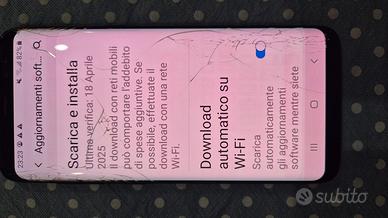 23:23
82%
Aggiornamenti soft...
Scarica e installa
Ultima verifica: 18 Aprile
2025
Il download con reti mobili
può comportare l'addebito
di spese aggiuntive. Se
possibile, effettuate il
download con una rete
Wi-Fi.
Download
automatico su
Wi-Fi
Scarica
automaticamente
gli aggiornamenti
software mentre siete
subito